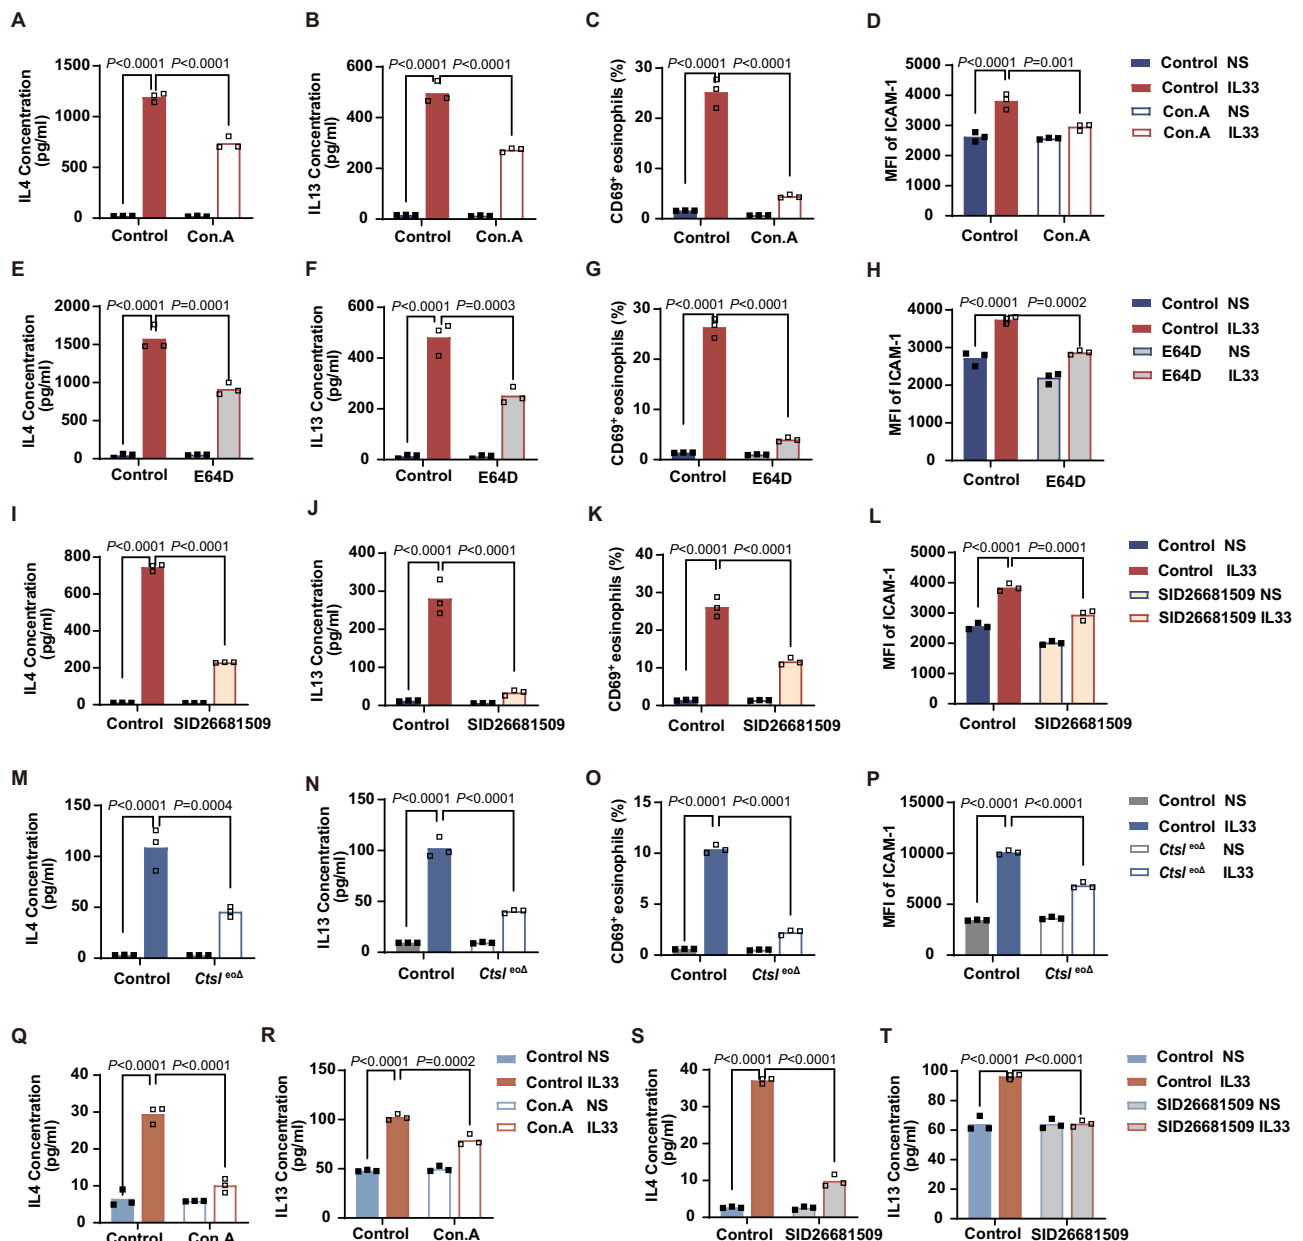 A
P<0.0001 P<0.0001
IL4 Concentration
(pg/ml)
1500
1000
500
0
Control Con.A
B
P<0.0001 P<0.0001
IL13 Concentration
(pg/ml)
600
400
200
0
Control Con.A
C
P<0.0001 P<0.0001
CD69+ eosinophils (%)
30
20
10
0
Control Con.A
D
P<0.0001 P=0.001
MFI of ICAM-1
5000
4000
3000
2000
1000
0
Control Con.A
Control NS
Control IL33
Con.A NS
Con.A IL33
E
P<0.0001 P=0.0001
IL4 Concentration
(pg/ml)
2000
1500
1000
500
0
Control E64D
F
P<0.0001 P=0.0003
IL13 Concentration
(pg/ml)
600
400
200
0
Control E64D
G
P<0.0001 P<0.0001
CD69+ eosinophils (%)
30
20
10
0
Control E64D
H
P<0.0001 P=0.0002
MFI of ICAM-1
4000
3000
2000
1000
0
Control E64D
Control NS
Control IL33
E64D NS
E64D IL33
I
P<0.0001 P<0.0001
IL4 Concentration
(pg/ml)
800
600
400
200
0
Control SID26681509
J
P<0.0001 P<0.0001
IL13 Concentration
(pg/ml)
400
300
200
100
0
Control SID26681509
K
P<0.0001 P<0.0001
CD69+ eosinophils (%)
40
30
20
10
0
Control SID26681509
L
P<0.0001 P=0.0001
MFI of ICAM-1
5000
4000
3000
2000
1000
0
Control SID26681509
Control NS
Control IL33
SID26681509 NS
SID26681509 IL33
M
P<0.0001 P=0.0004
IL4 Concentration
(pg/ml)
150
100
50
0
Control Ctsl eoΔ
N
P<0.0001 P<0.0001
IL13 Concentration
(pg/ml)
150
100
50
0
Control Ctsl eoΔ
O
P<0.0001 P<0.0001
CD69+ eosinophils (%)
15
10
5
0
Control Ctsl eoΔ
P
P<0.0001 P<0.0001
MFI of ICAM-1
15000
10000
5000
0
Control Ctsl eoΔ
Control NS
Control IL33
Ctsl eoΔ NS
Ctsl eoΔ IL33
Q
P<0.0001 P<0.0001
IL4 Concentration
(pg/ml)
40
30
20
10
0
Control Con.A
R
P<0.0001 P=0.0002
IL13 Concentration
(pg/ml)
150
100
50
0
Control Con.A
Control NS
Control IL33
Con.A NS
Con.A IL33
S
P<0.0001 P<0.0001
IL4 Concentration
(pg/ml)
40
30
20
10
0
Control SID26681509
T
P<0.0001 P<0.0001
IL13 Concentration
(pg/ml)
100
80
60
40
20
0
Control SID26681509
Control NS
Control IL33
SID26681509 NS
SID26681509 IL33